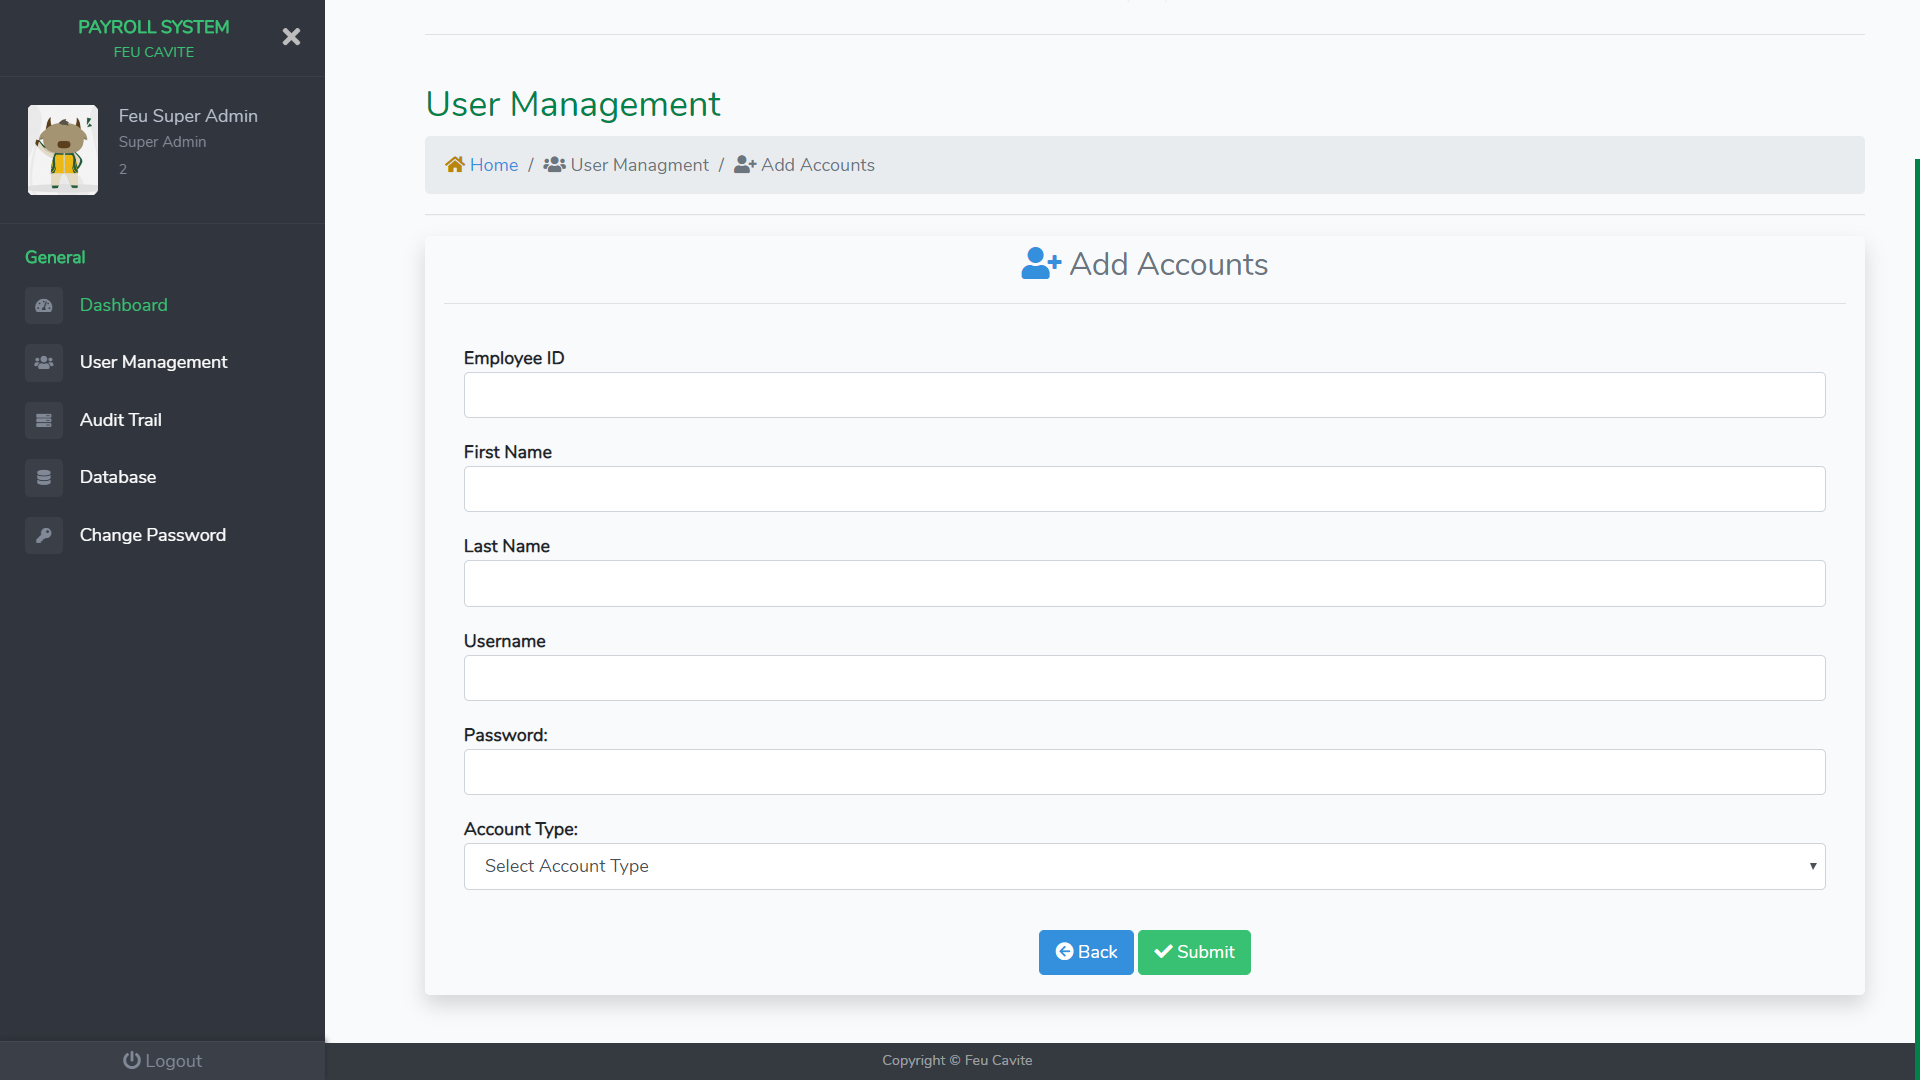 PAYROLL SYSTEM
FEU CAVITE
Feu Super Admin
Super Admin
2
General
Dashboard
User Management
Audit Trail
Database
Change Password
Logout
User Management
Home / User Managment / Add Accounts
Add Accounts
Employee ID
First Name
Last Name
Username
Password:
Account Type:
Select Account Type
Back Submit
Copyright © Feu Cavite